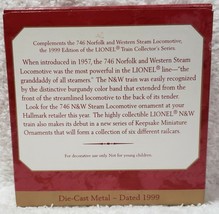 Complements the 746 Norfolk and Western Steam Locomotive,
the 1999 Edition of the LIONEL® Train Collector's Series
When introduced in 1957, the 746 Norfolk and Western Steam
Locomotive was the most powerful in the LIONEL® line—"the
granddaddy of all steamers." The N&W train was easily recognized
by the distinctive burgundy color band that extended from the
front of the streamlined locomotive to the back of its tender.
Look for the 746 N&W Steam Locomotive ornament at your
Hallmark retailer this year. The highly collectible LIONEL® N&W
train also makes its debut in a new series of Keepsake Miniature
Ornaments that will form a collection of six different railcars.
For decorative use only. Not for young children.
Die-Cast Metal – Dated 1999